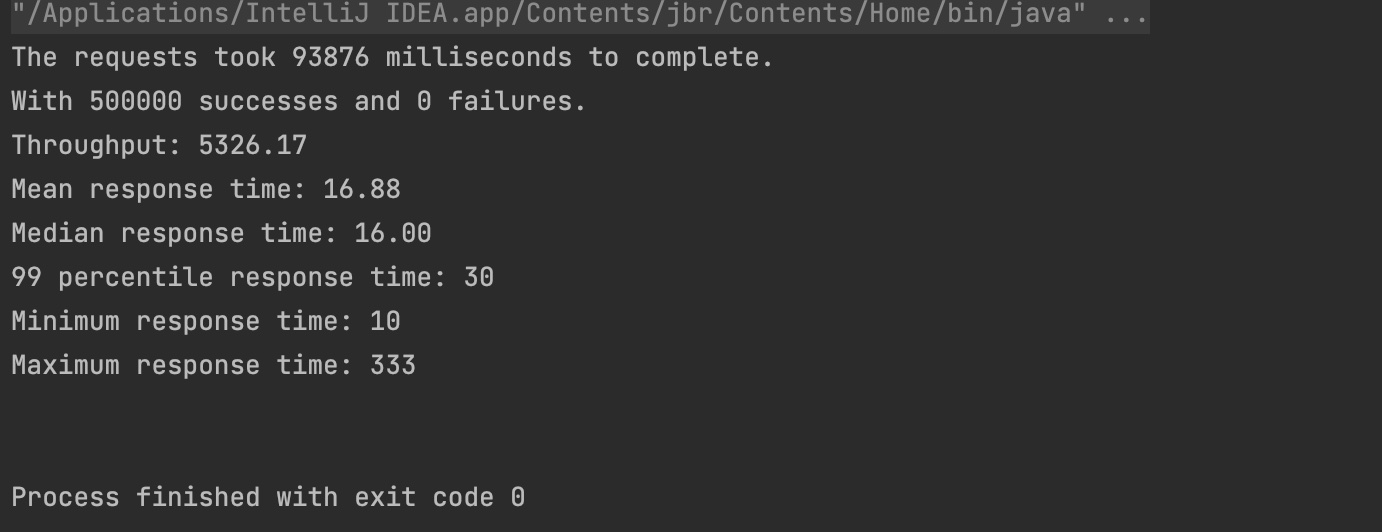 "/Applications/IntelliJ IDEA.app/Contents/jbr/Contents/Home/bin/java" ...
The requests took 93876 milliseconds to complete.
With 500000 successes and 0 failures.
Throughput: 5326.17
Mean response time: 16.88
Median response time: 16.00
99 percentile response time: 30
Minimum response time: 10
Maximum response time: 333
Process finished with exit code 0